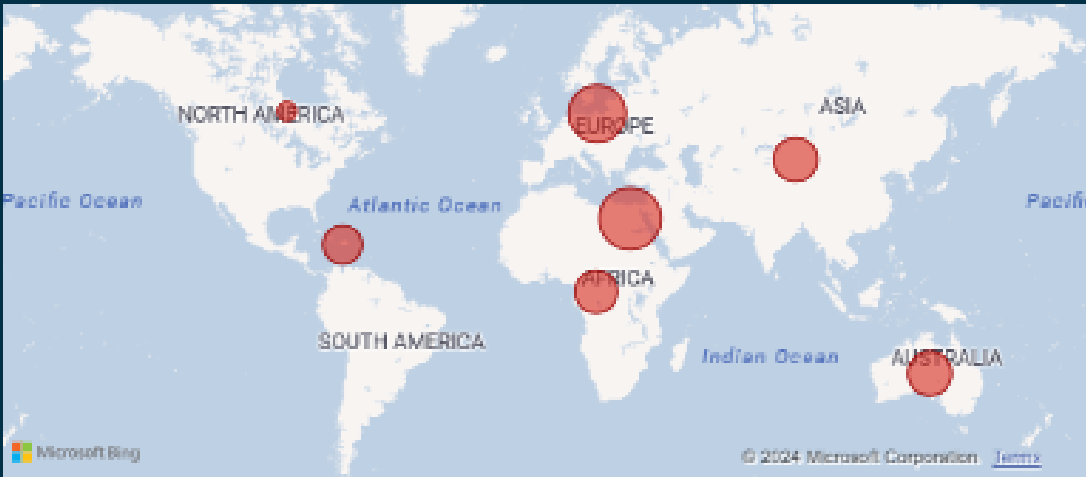 NORTH AMERICA
EUROPE
ASIA
Pacific Ocean
Atlantic Ocean
Pacifi
AFRICA
SOUTH AMERICA
Indian Ocean
AUSTRALIA
Microsoft Bing
© 2024 Microsoft Corporation Terms